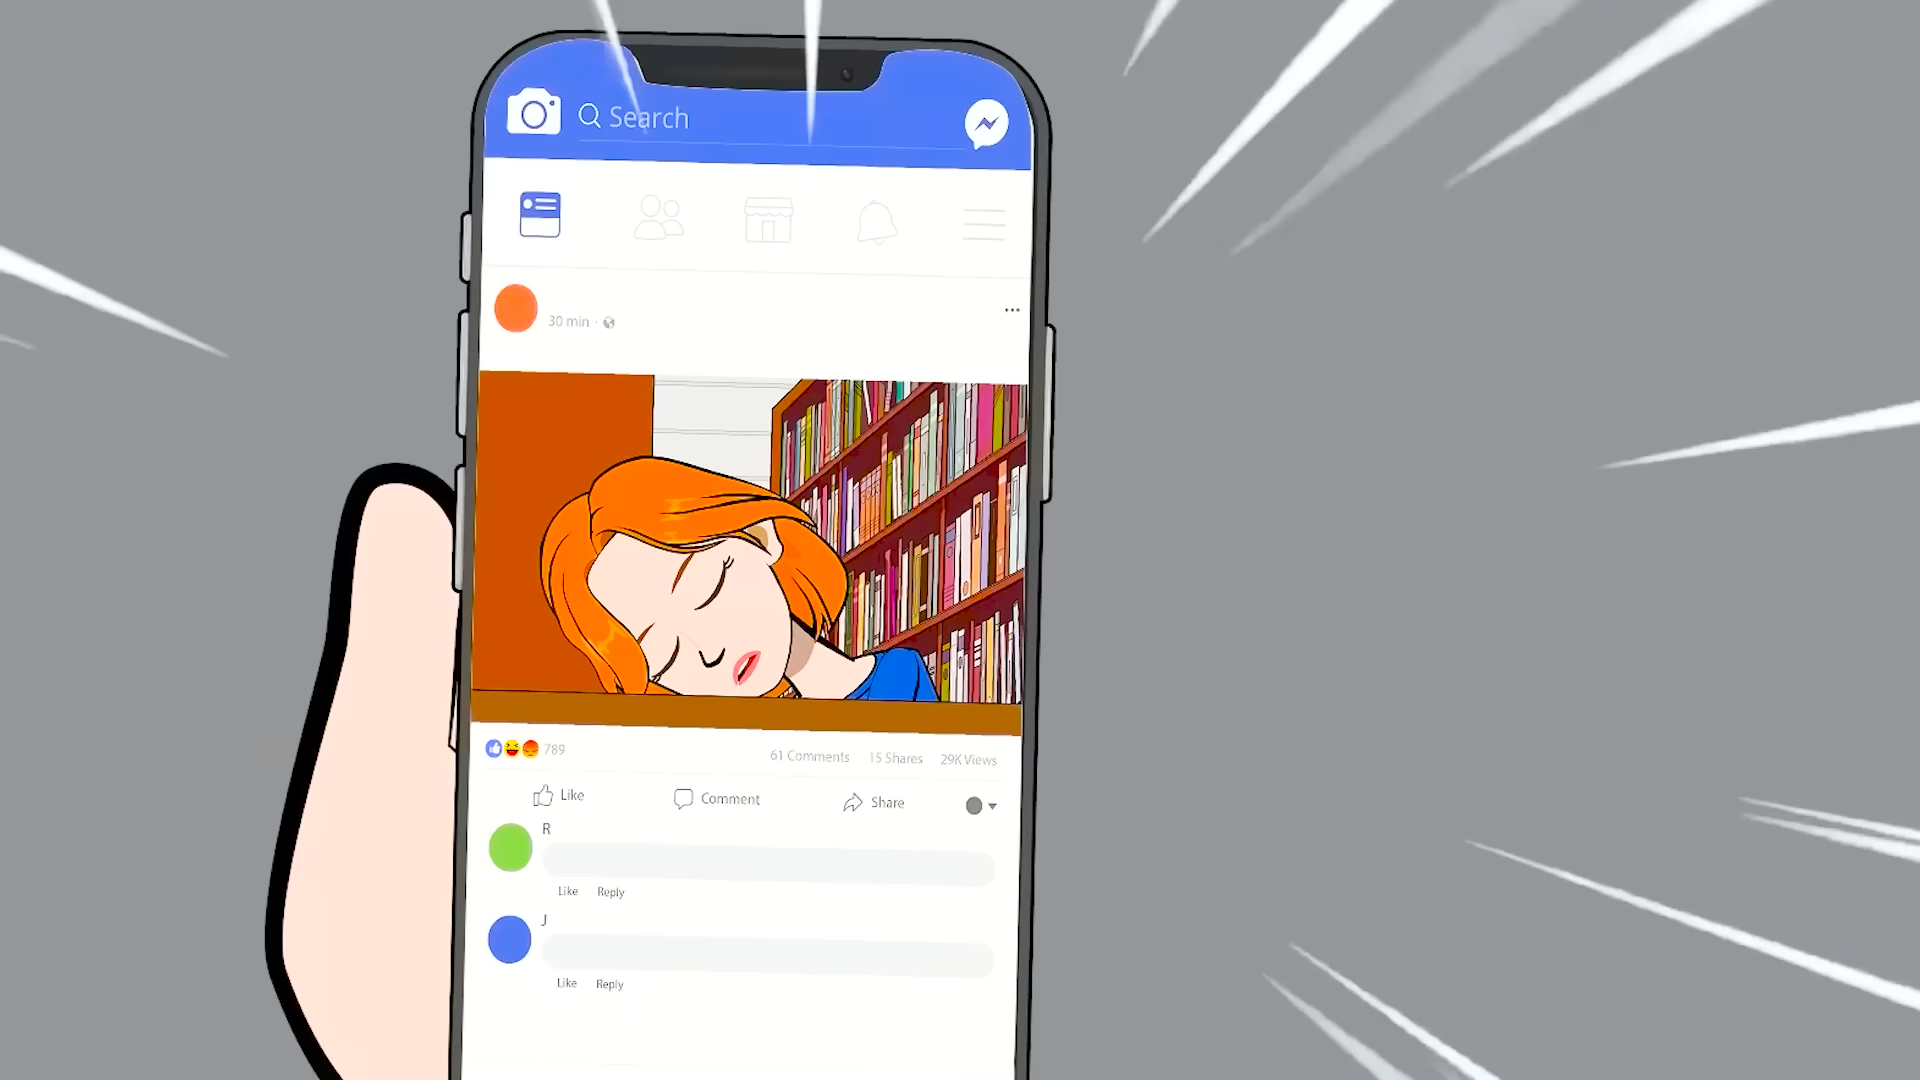 Search
30 min
789
61 Comments 15 Shares 29K Views
Like Comment Share
R
Like Reply
J
Like Reply